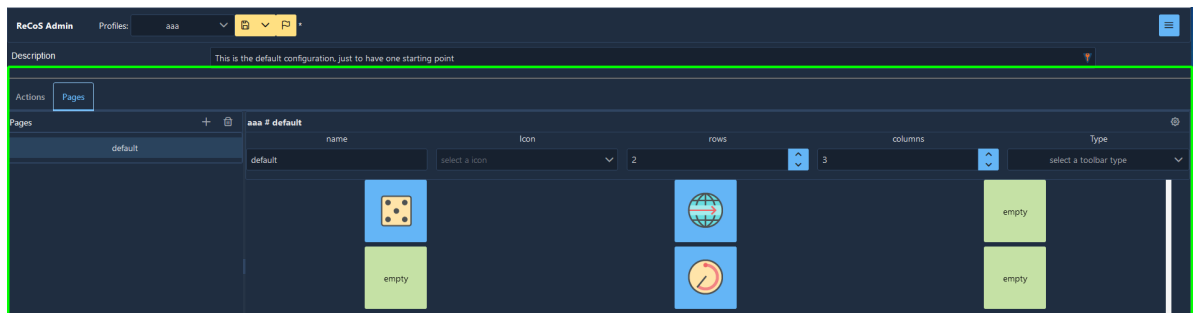 ReCoS Admin Profiles: aaa *
Description This is the default configuration, just to have one starting point
Actions Pages
Pages aaa # default
name Icon rows columns Type
default default select a icon 2 3 select a toolbar type
empty
empty empty